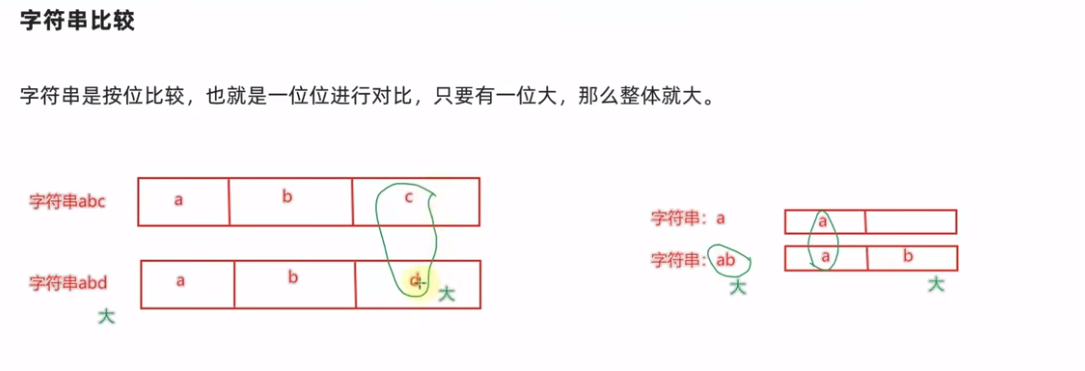 字符串比较
字符串是按位比较，也就是一位位进行对比，只要有一位大，那么整体就大。
字符串abc
a
b
c
字符串abd
a
b
d
大
大
字符串：a
a
字符串：ab
a
b
大
大